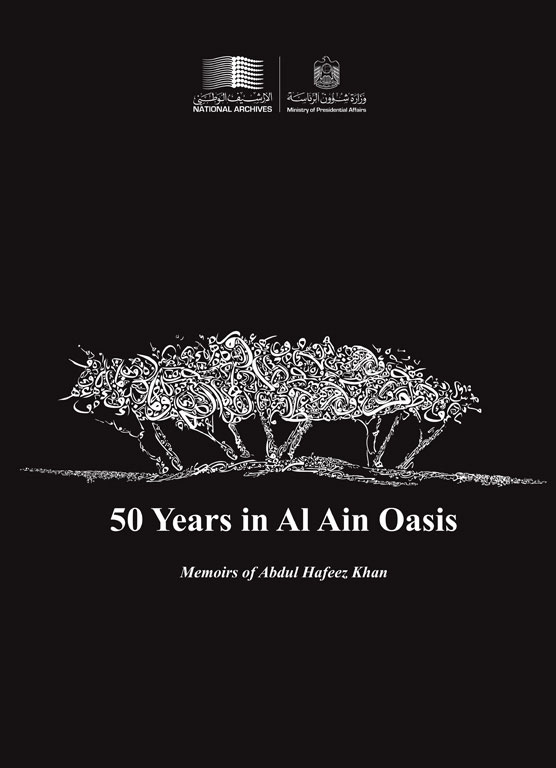 الأرشيف الوطني
NATIONAL ARCHIVES
وزارة شؤون الرئاسة
Ministry of Presidential Affairs
50 Years in Al Ain Oasis
Memoirs of Abdul Hafeez Khan